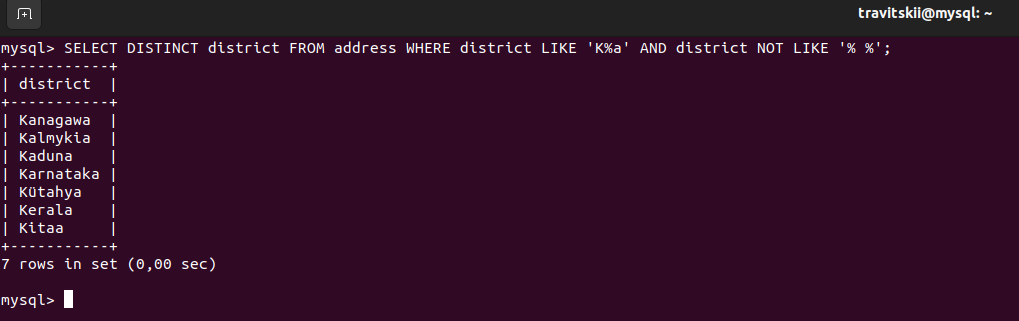 travitskii@mysql: ~
mysql> SELECT DISTINCT district FROM address WHERE district LIKE 'K%a' AND district NOT LIKE '% %';
+-----------+
| district  |
+-----------+
| Kanagawa  |
| Kalmykia  |
| Kaduna    |
| Karnataka |
| Kütahya   |
| Kerala    |
| Kitaa     |
+-----------+
7 rows in set (0,00 sec)
mysql>